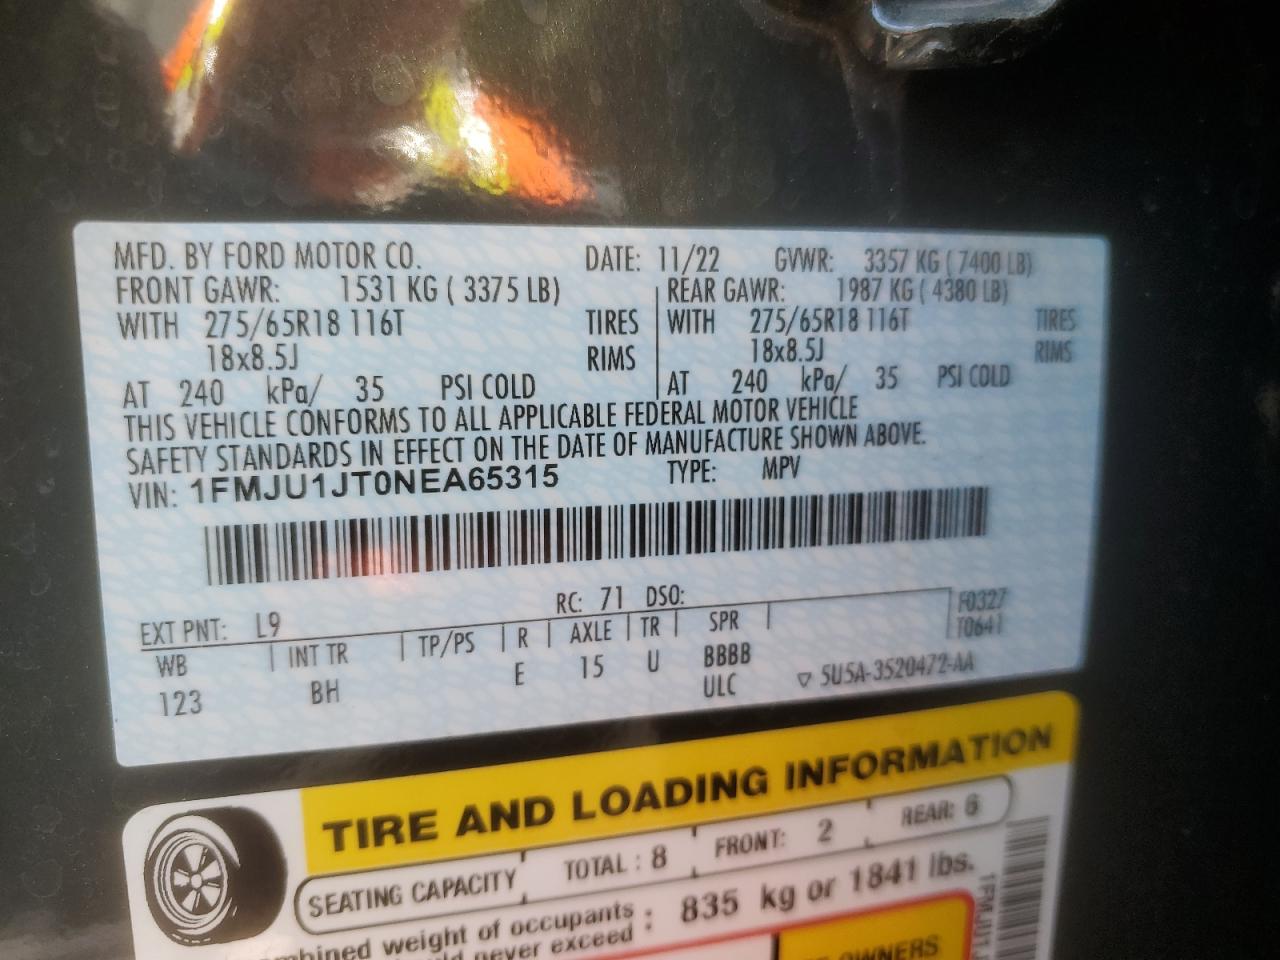 MFD. BY FORD MOTOR CO. DATE: 11/22 GVWR: 3357 KG ( 7400 LB)
FRONT GAWR: 1531 KG ( 3375 LB) REAR GAWR: 1987 KG ( 4380 LB)
WITH 275/65R18 116T TIRES WITH 275/65R18 116T TIRES
18x8.5J RIMS 18x8.5J RIMS
AT 240 kPa/ 35 PSI COLD AT 240 kPa/ 35 PSI COLD
THIS VEHICLE CONFORMS TO ALL APPLICABLE FEDERAL MOTOR VEHICLE
SAFETY STANDARDS IN EFFECT ON THE DATE OF MANUFACTURE SHOWN ABOVE.
VIN: 1FMJU1JT0NEA65315 TYPE: MPV
EXT PNT: L9 RC: 71 DSO: F0327
WB INT TR TP/PS R AXLE TR SPR T0641
123 BH E 15 U BBBB
ULC ▽ 5U5A-3520472-AA
TIRE AND LOADING INFORMATION
SEATING CAPACITY TOTAL : 8 FRONT: 2 REAR: 6
weight of occupants : 835 kg or 1841 lbs.
never exceed
OWNERS